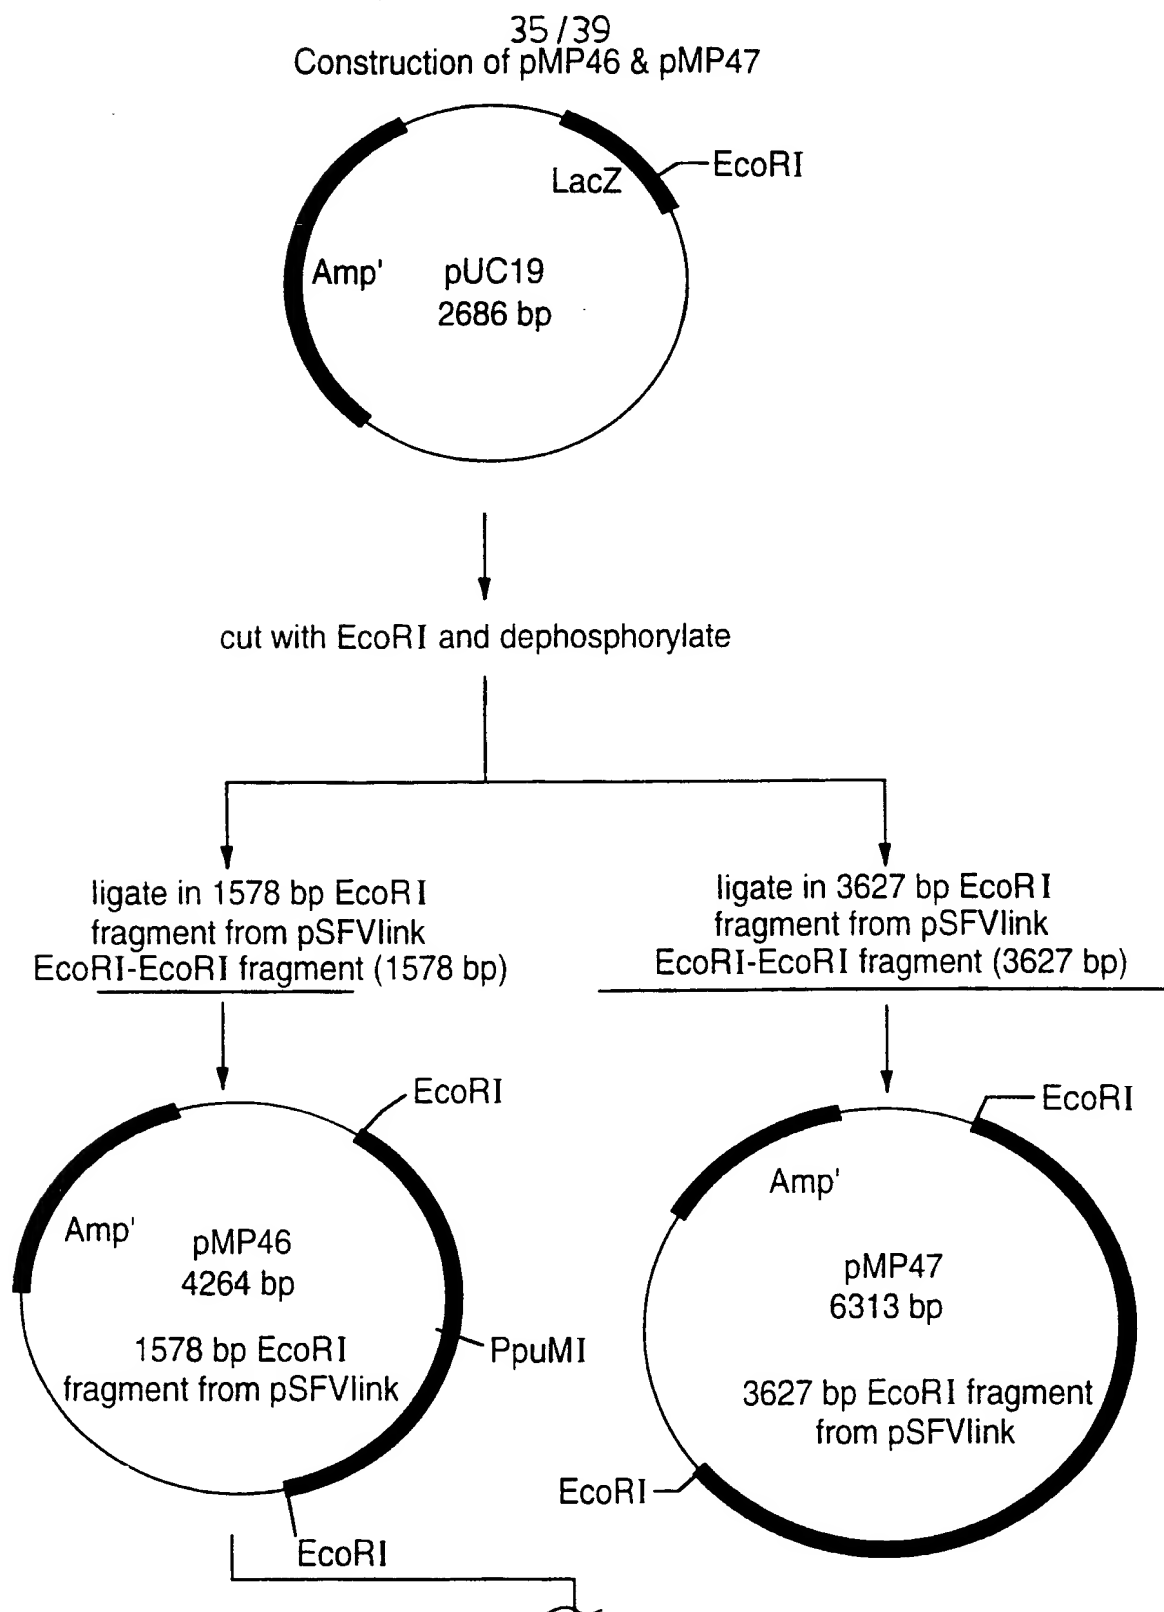 35/39
Construction of pMP46 & pMP47
EcoRI
LacZ
Amp'
pUC19
2686 bp
cut with EcoRI and dephosphorylate
ligate in 1578 bp EcoRI
fragment from pSFVlink
EcoRI-EcoRI fragment (1578 bp)
ligate in 3627 bp EcoRI
fragment from pSFVlink
EcoRI-EcoRI fragment (3627 bp)
EcoRI
Amp'
pMP46
4264 bp
1578 bp EcoRI
fragment from pSFVlink
PpuMI
EcoRI
EcoRI
Amp'
pMP47
6313 bp
3627 bp EcoRI fragment
from pSFVlink
EcoRI